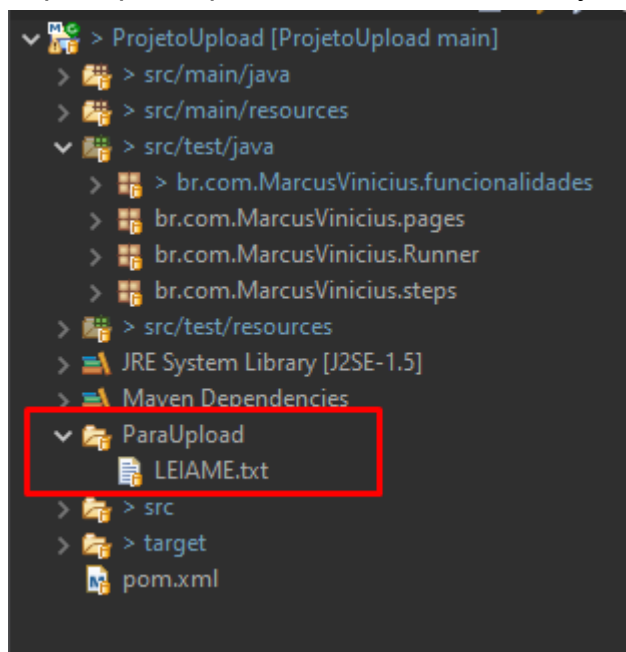 > ProjetoUpload [ProjetoUpload main]
> src/main/java
> src/main/resources
> src/test/java
> br.com.MarcusVinicius.funcionalidades
br.com.MarcusVinicius.pages
br.com.MarcusVinicius.Runner
br.com.MarcusVinicius.steps
> src/test/resources
JRE System Library [J2SE-1.5]
Maven Dependencies
ParaUpload
LEIAME.txt
> src
> target
pom.xml